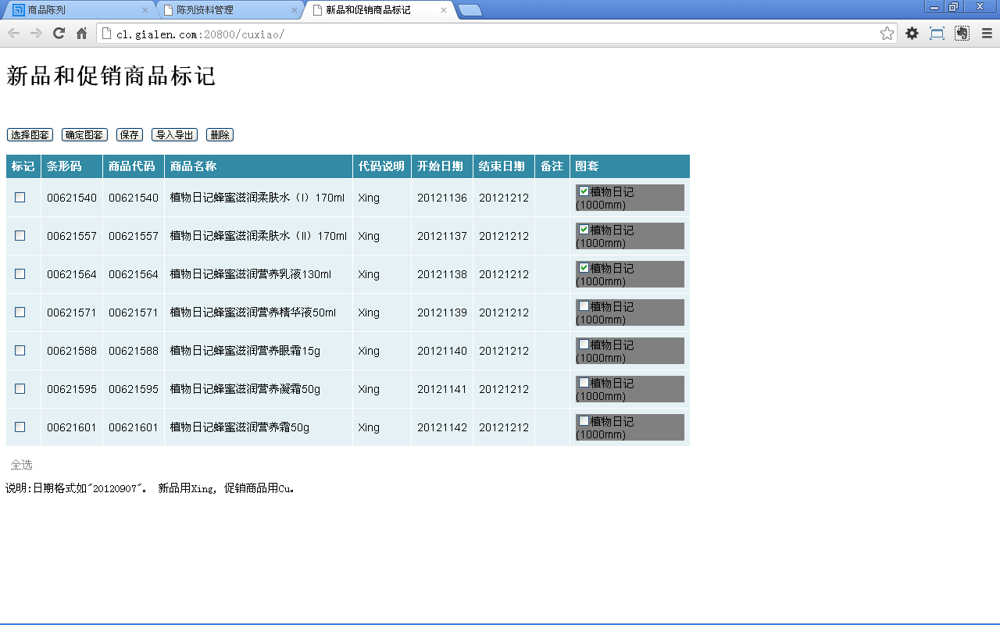 商品陈列
陈列资料管理
新品和促销商品标记
cl.gialen.com:20800/cuxiao/
新品和促销商品标记
选择图套 确定图套 保存 导入导出 删除
标记 条形码 商品代码 商品名称 代码说明 开始日期 结束日期 备注 图套
00621540 00621540 植物日记蜂蜜滋润柔肤水（I）170ml Xing 20121136 20121212 植物日记
(1000mm)
00621557 00621557 植物日记蜂蜜滋润柔肤水（II）170ml Xing 20121137 20121212 植物日记
(1000mm)
00621564 00621564 植物日记蜂蜜滋润营养乳液130ml Xing 20121138 20121212 植物日记
(1000mm)
00621571 00621571 植物日记蜂蜜滋润营养精华液50ml Xing 20121139 20121212 植物日记
(1000mm)
00621588 00621588 植物日记蜂蜜滋润营养眼霜15g Xing 20121140 20121212 植物日记
(1000mm)
00621595 00621595 植物日记蜂蜜滋润营养凝霜50g Xing 20121141 20121212 植物日记
(1000mm)
00621601 00621601 植物日记蜂蜜滋润营养霜50g Xing 20121142 20121212 植物日记
(1000mm)
全选
说明:日期格式如"20120907"。 新品用Xing, 促销商品用Cu。